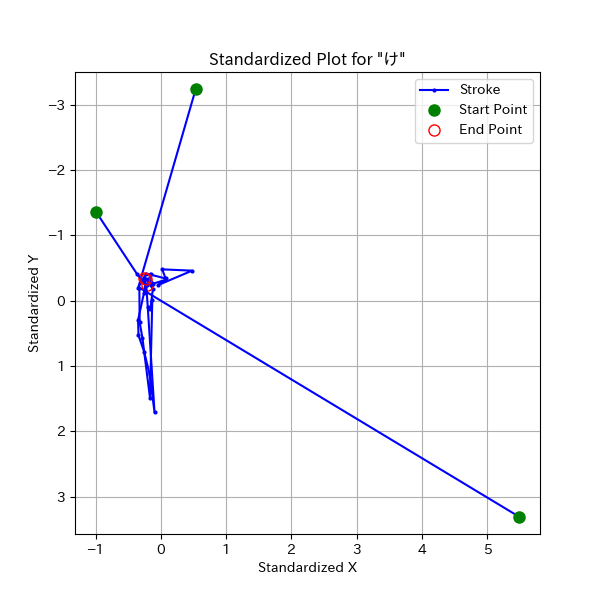 Standardized Plot for "け"
Stroke
Start Point
End Point
Standardized Y
−3
−2
−1
0
1
2
3
−1
0
1
2
3
4
5
Standardized X